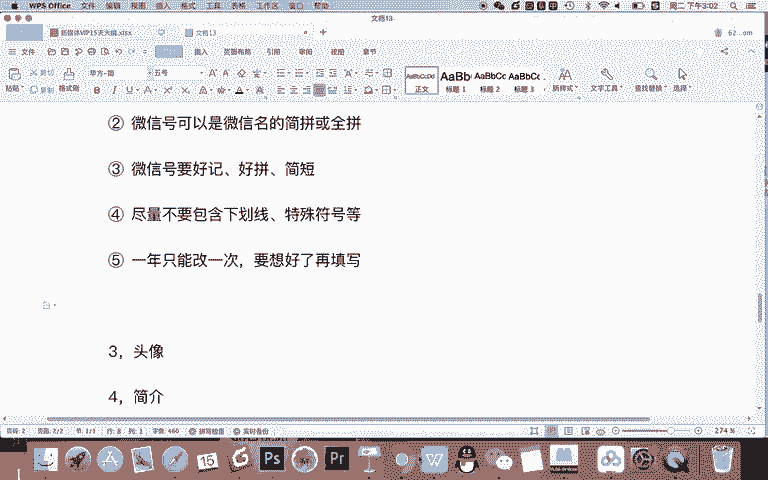 WPS Office 文件 编辑 视图 插入 格式 工具 表格 工作区 窗口 帮助 周二 下午3:02
文档13
新媒体VIP15天大纲.xlsx 文档13 +
文件 插入 页面布局 引用 审阅 视图 章节
粘贴 剪切 复制 格式刷 五号 AaBbCcDd 正文 AaBb 标题 1 AaBbCc 标题 2 AaBbCc 标题 3 新样式 文字工具 查找替换 选择
② 微信号可以是微信名的简拼或全拼
③ 微信号要好记、好拼、简短
④ 尽量不要包含下划线、特殊符号等
⑤ 一年只能改一次，要想好了再填写
3，头像
4，简介
页码: 2 页面: 2/2 节: 1/1 行: 8 列: 1 字数: 460 拼写检查 实时备份 274 %
15 Ps Pr